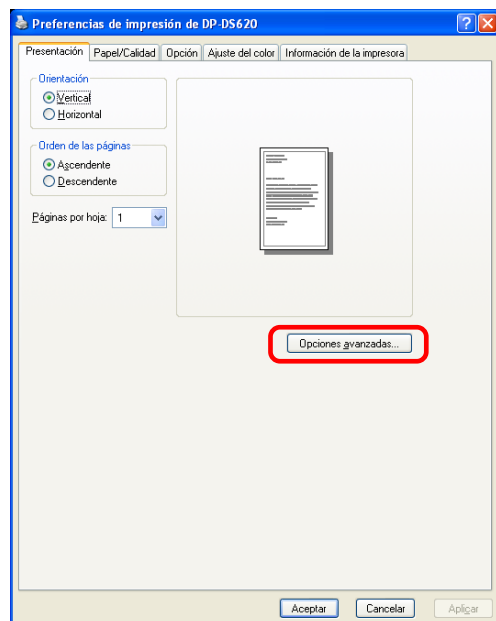 Preferencias de impresión de DP-DS620
Presentación Papel/Calidad Opción Ajuste del color Información de la impresora
Orientación
Vertical
Horizontal
Orden de las páginas
Ascendente
Descendente
Páginas por hoja: 1
Opciones avanzadas...
Aceptar Cancelar Aplicar